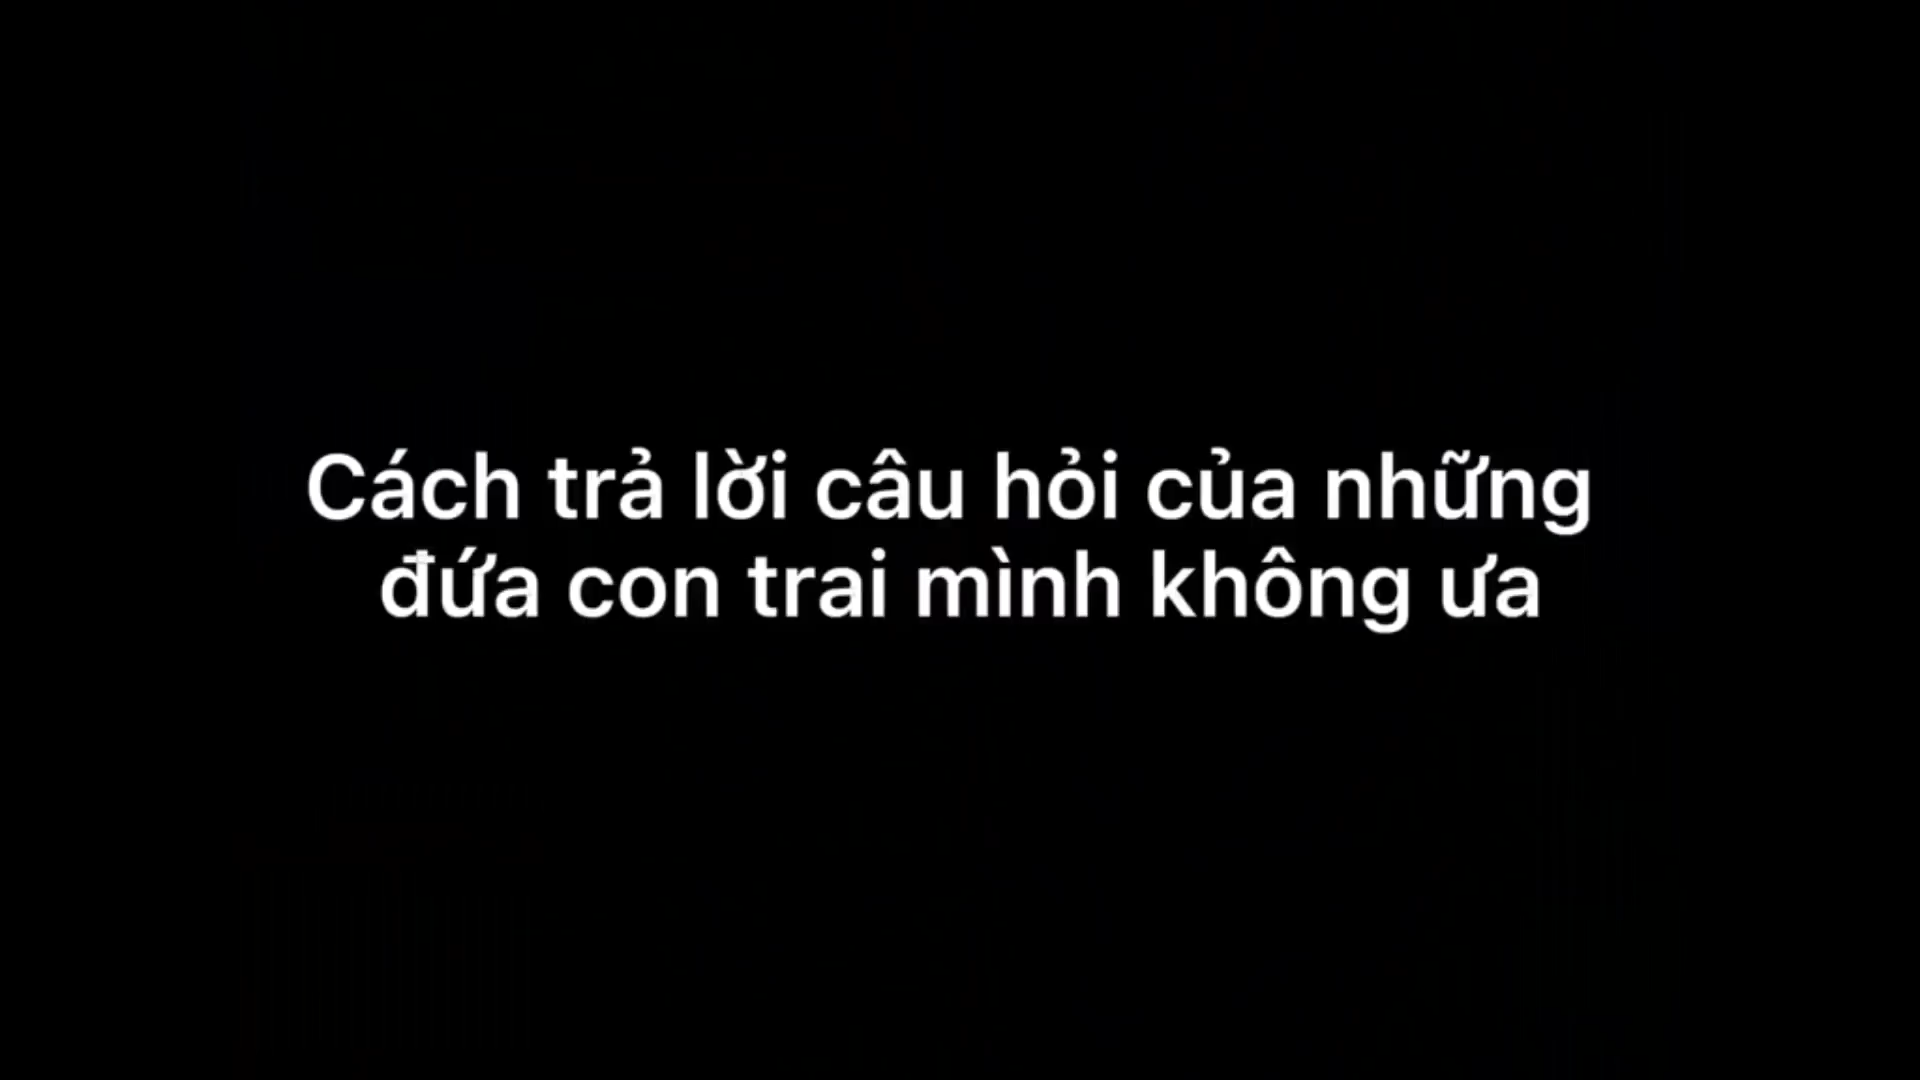 Cách trả lời câu hỏi của những
đứa con trai mình không ưa